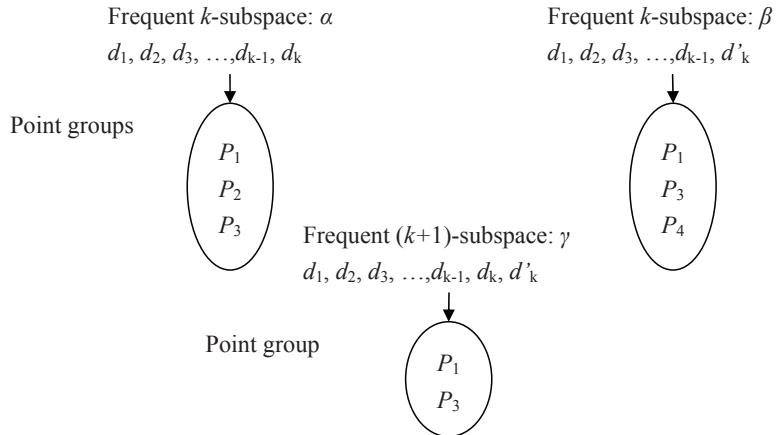 Frequent k-subspace: α
d₁, d₂, d₃, …,dₖ₋₁, dₖ
Frequent k-subspace: β
d₁, d₂, d₃, …,dₖ₋₁, d’ₖ
Point groups
P₁
P₂
P₃
P₁
P₃
P₄
Frequent (k+1)-subspace: γ
d₁, d₂, d₃, …,dₖ₋₁, dₖ, d’ₖ
Point group
P₁
P₃